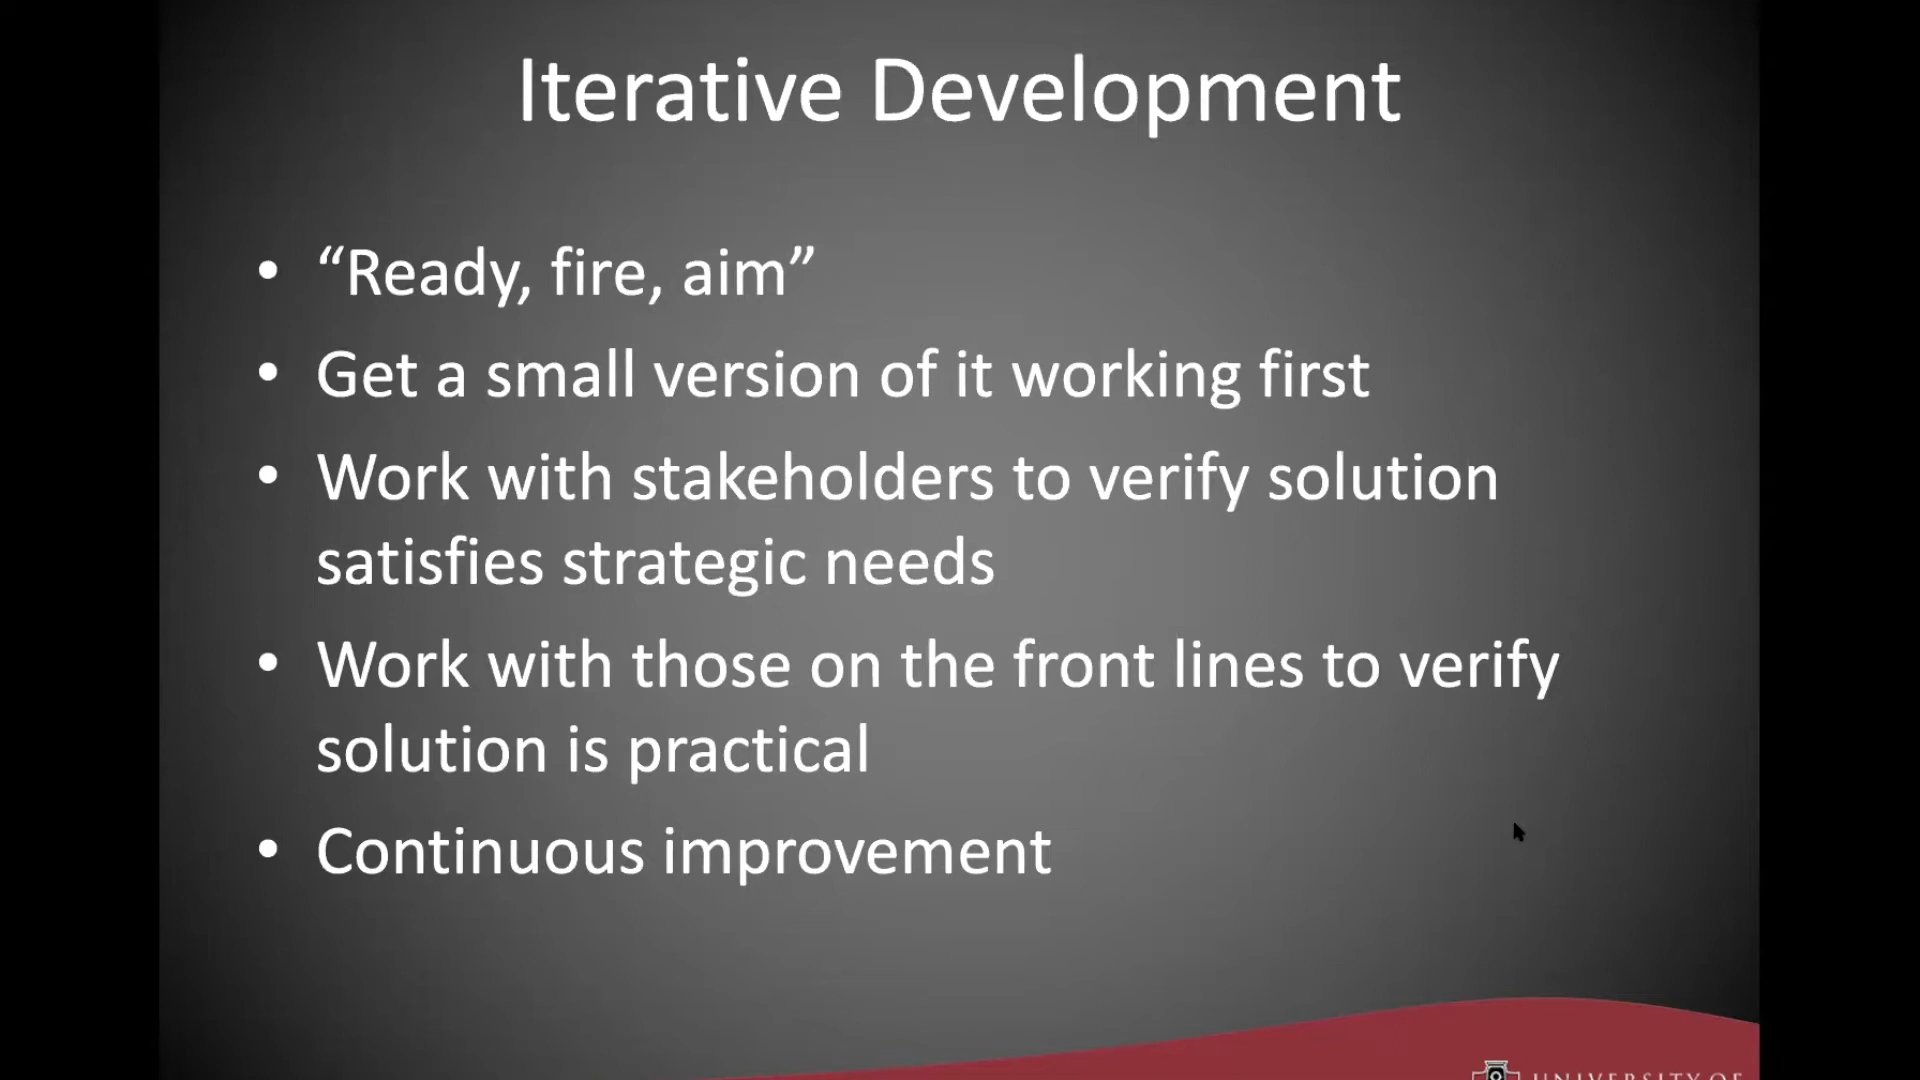 Iterative Development
• “Ready, fire, aim”
• Get a small version of it working first
• Work with stakeholders to verify solution
satisfies strategic needs
• Work with those on the front lines to verify
solution is practical
• Continuous improvement
UNIVERSITY OF